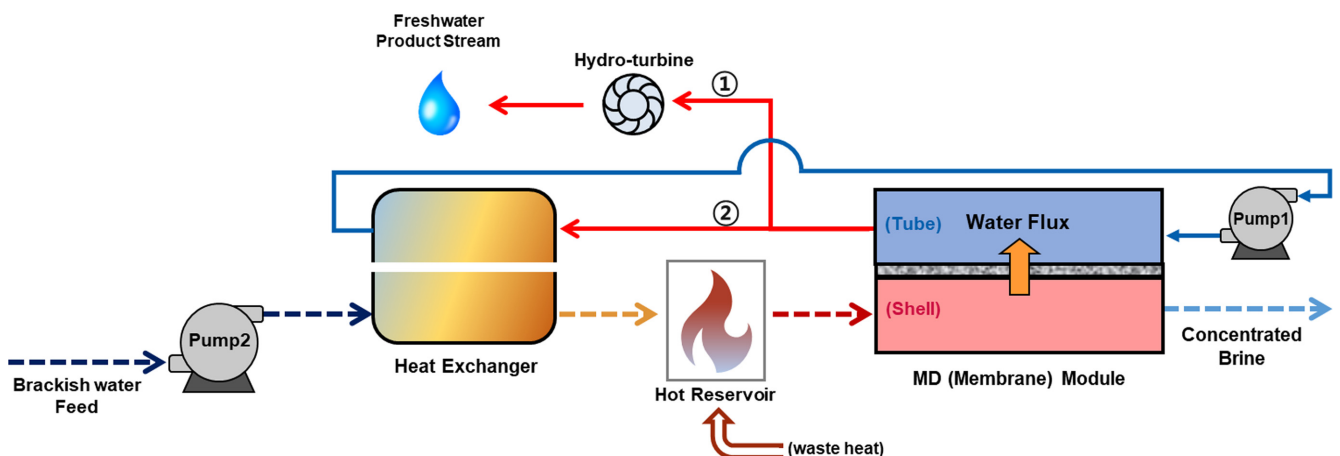 Freshwater
Product Stream
Hydro-turbine
①
②
(Tube)
Water Flux
Pump1
(Shell)
Pump2
Heat Exchanger
Brackish water
Feed
Hot Reservoir
MD (Membrane) Module
Concentrated
Brine
(waste heat)